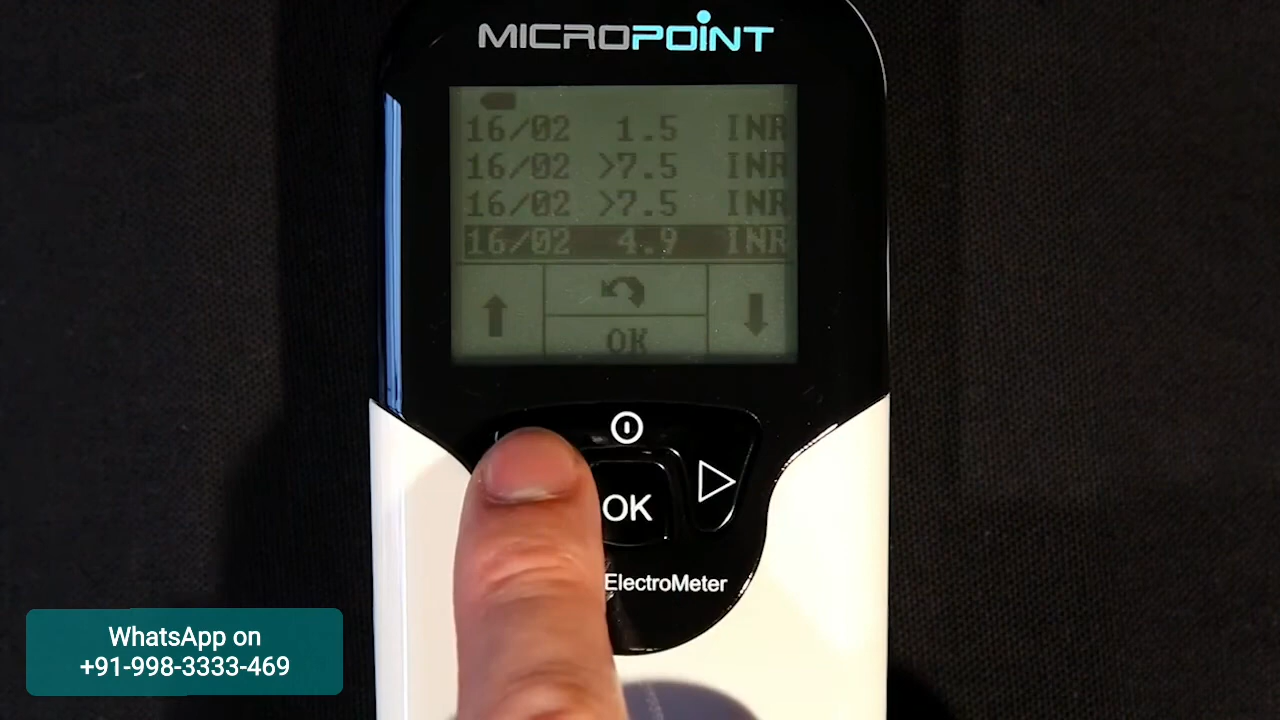 MICROPOINT
16/02 1.5 INR
16/02 >7.5 INR
16/02 >7.5 INR
16/02 4.9 INR
OK
OK
ElectroMeter
WhatsApp on
+91-998-3333-469